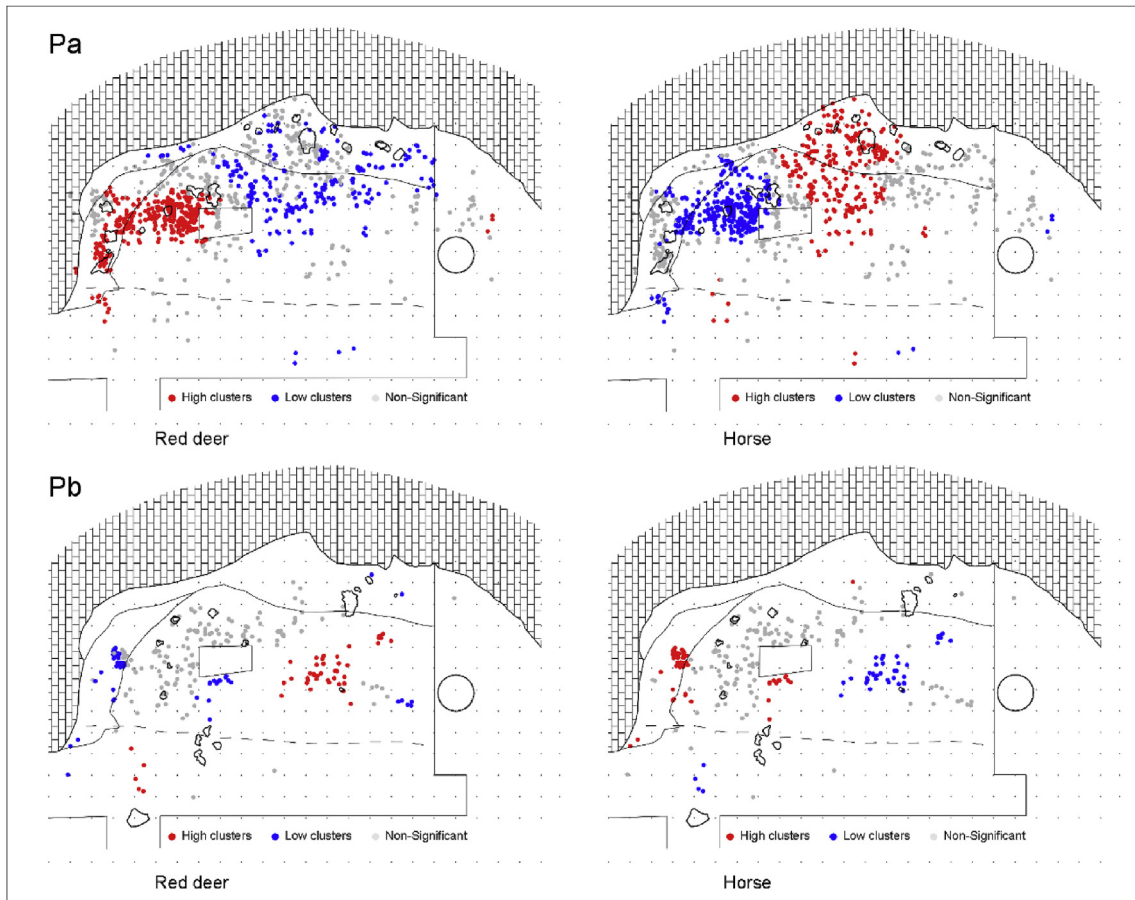 Pa
High clusters Low clusters Non-Significant
Red deer
High clusters Low clusters Non-Significant
Horse
Pb
High clusters Low clusters Non-Significant
Red deer
High clusters Low clusters Non-Significant
Horse